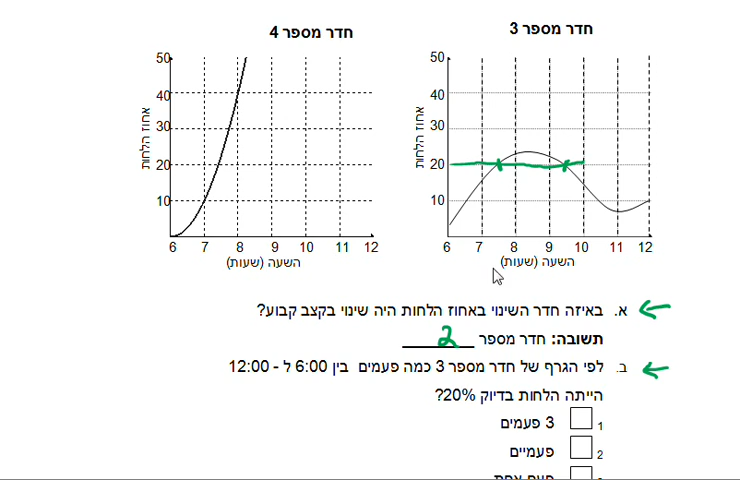 חדר מספר 3
חדר מספר 4
50
40
30
20
10
אחוז הלחות
6 7 8 9 10 11 12
השעה (שעות)
50
40
30
20
10
אחוז הלחות
6 7 8 9 10 11 12
השעה (שעות)
א. באיזה חדר השינוי באחוז הלחות היה שינוי בקצב קבוע?
תשובה: חדר מספר 2
ב. לפי הגרף של חדר מספר 3 כמה פעמים בין 6:00 ל - 12:00
הייתה הלחות בדיוק 20%?
1 3 פעמים
2 פעמיים